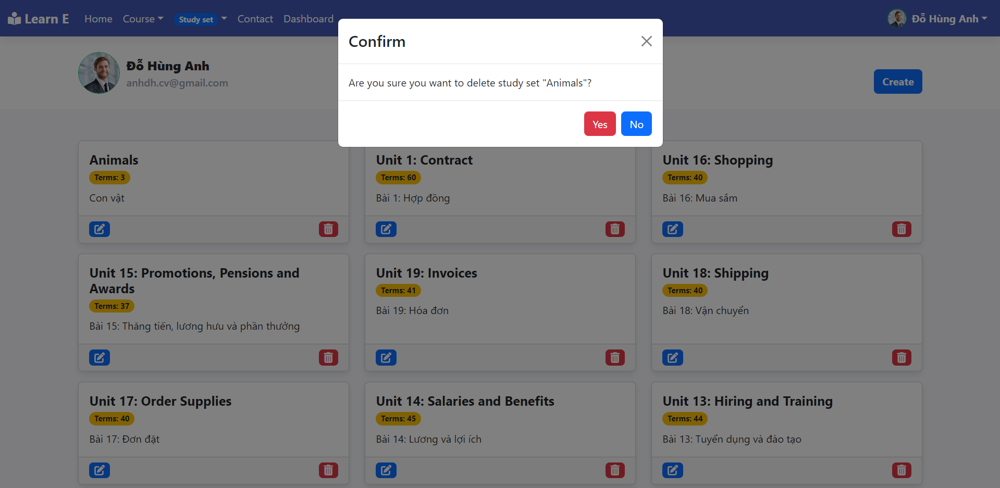 Learn E
Home
Course
Study set
Contact
Dashboard
Đỗ Hùng Anh
Confirm
Are you sure you want to delete study set "Animals"?
Yes
No
Đỗ Hùng Anh
anhdh.cv@gmail.com
Create
Animals
Terms: 3
Con vật
Unit 1: Contract
Terms: 60
Bài 1: Hợp đồng
Unit 16: Shopping
Terms: 40
Bài 16: Mua sắm
Unit 15: Promotions, Pensions and
Awards
Terms: 37
Bài 15: Thăng tiến, lương hưu và phần thưởng
Unit 19: Invoices
Terms: 41
Bài 19: Hóa đơn
Unit 18: Shipping
Terms: 40
Bài 18: Vận chuyển
Unit 17: Order Supplies
Terms: 40
Bài 17: Đơn đặt
Unit 14: Salaries and Benefits
Terms: 45
Bài 14: Lương và lợi ích
Unit 13: Hiring and Training
Terms: 44
Bài 13: Tuyển dụng và đào tạo